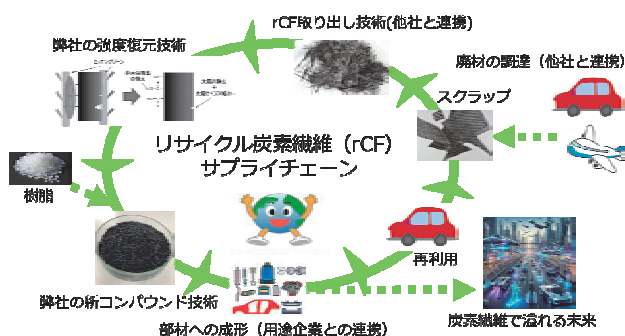 rCF取り出し技術(他社と連携)
弊社の強度復元技術
廃材の調達（他社と連携）
スクラップ
リサイクル炭素繊維（rCF）
サプライチェーン
樹脂
再利用
弊社の新コンパウンド技術
部材への成形（用途企業との連携）
炭素繊維で溢れる未来